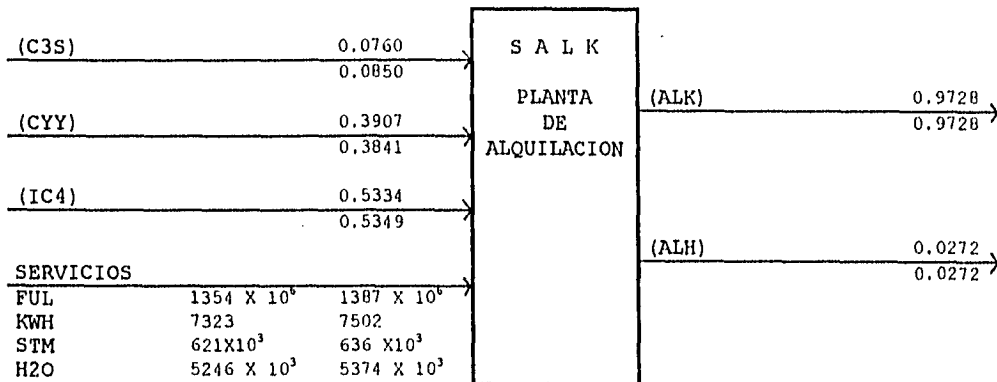 (C3S) 0.0760
0.0850
(CYY) 0.3907
0.3841
(IC4) 0.5334
0.5349
SERVICIOS
FUL 1354 X 10⁶ 1387 X 10⁶
KWH 7323 7502
STM 621X10³ 636 X10³
H2O 5246 X 10³ 5374 X 10³
S A L K
PLANTA
DE
ALQUILACION
(ALK) 0.9728
0.9728
(ALH) 0.0272
0.0272